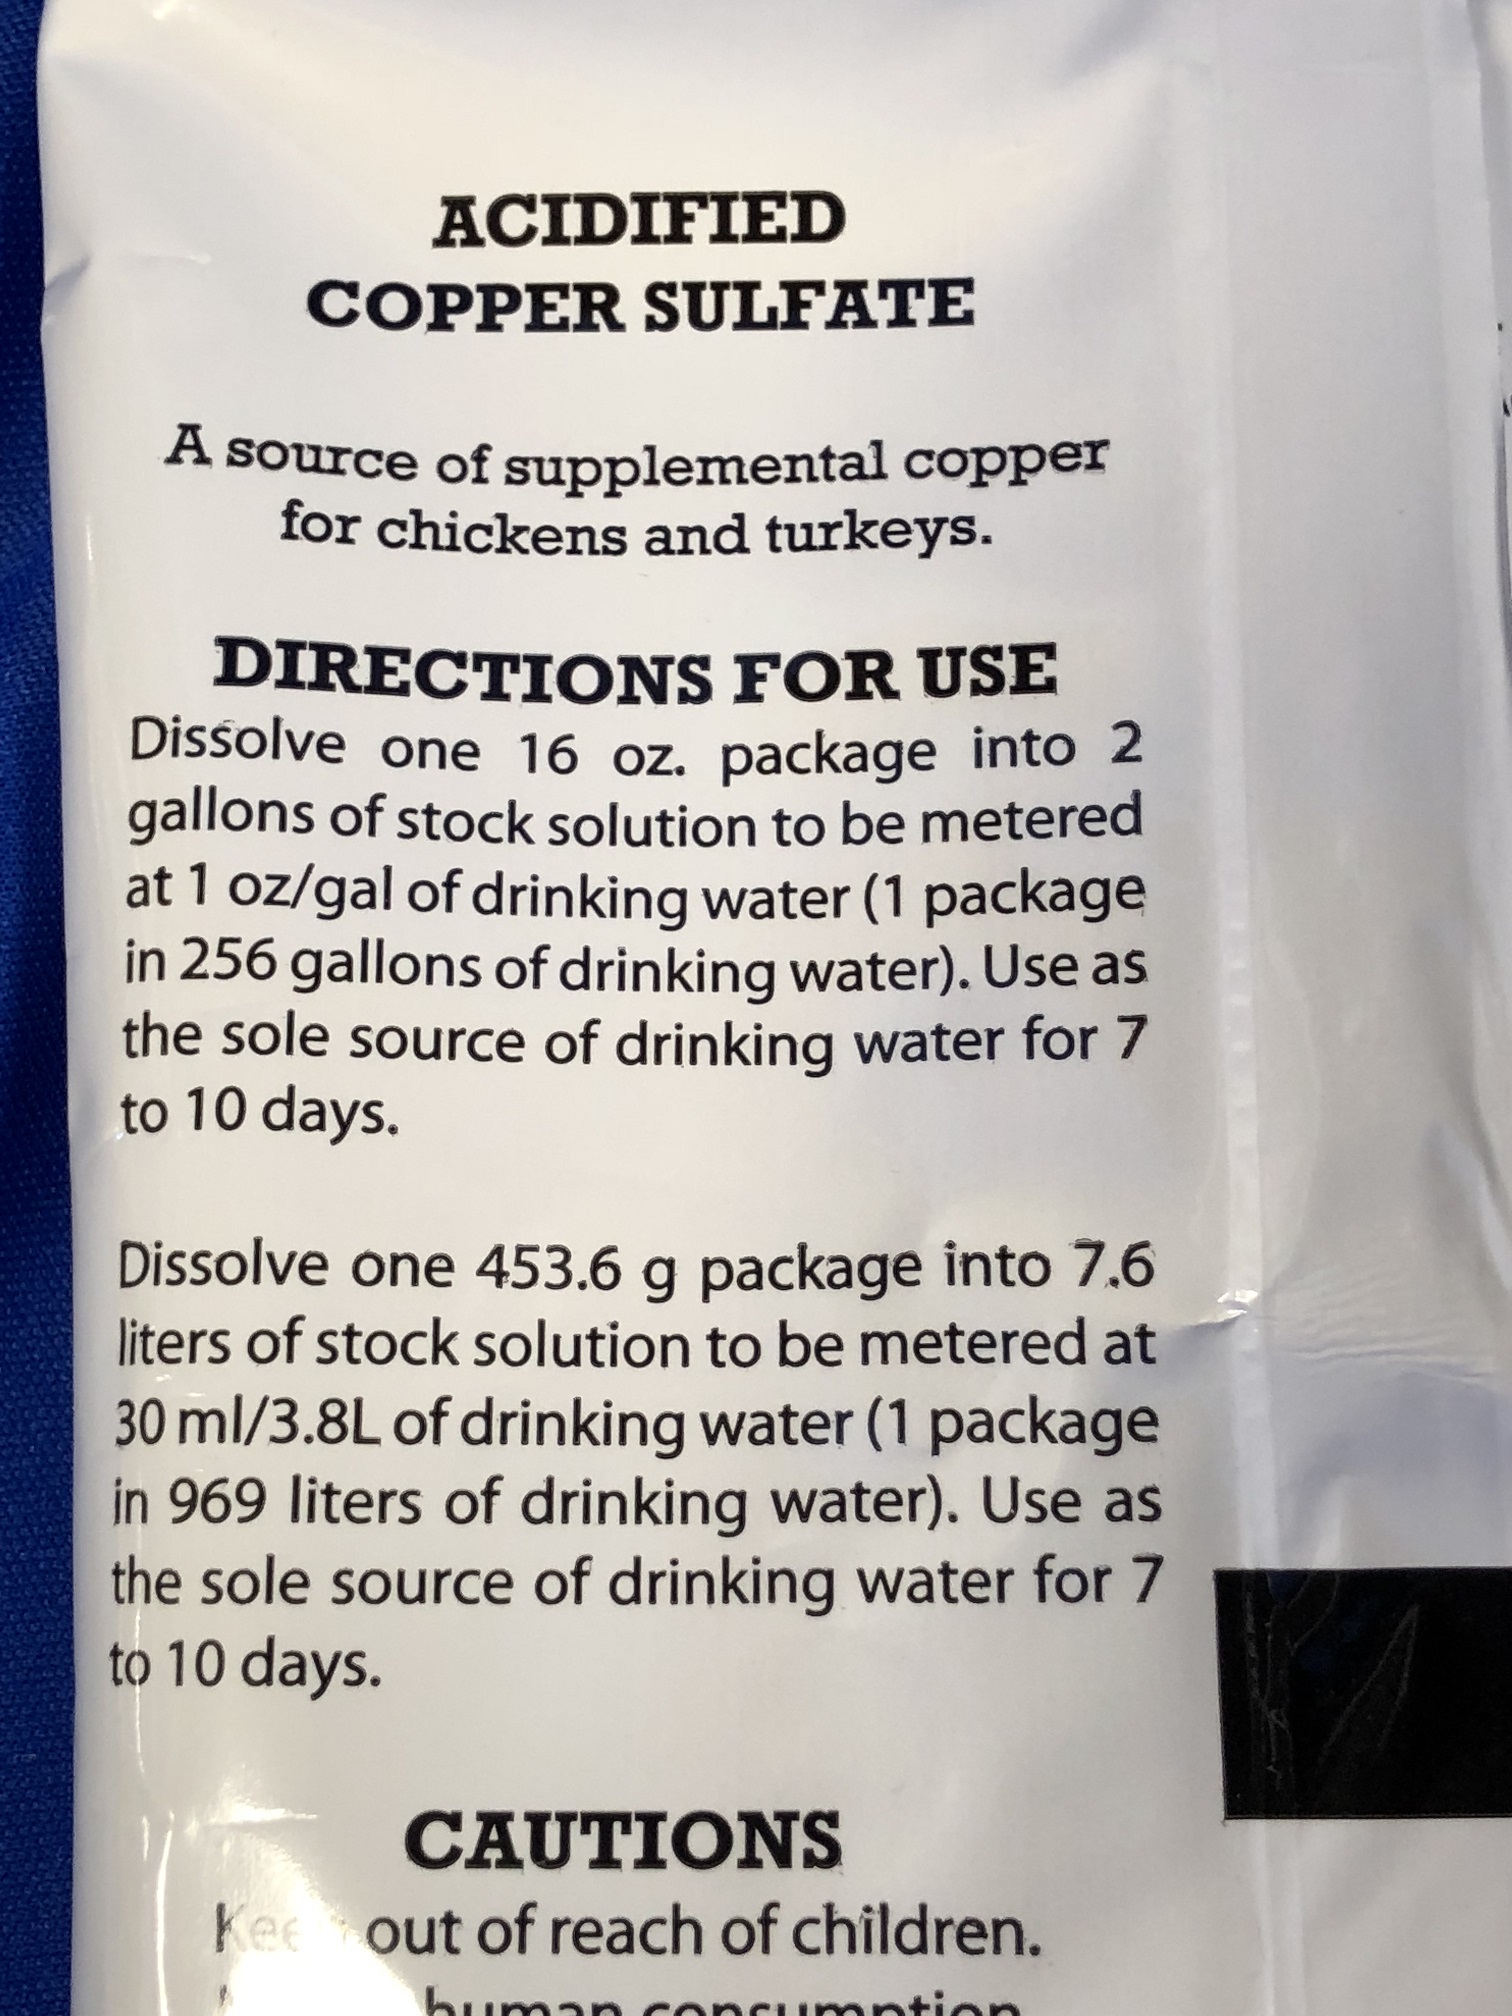 ACIDIFIED
COPPER SULFATE
A source of supplemental copper
for chickens and turkeys.
DIRECTIONS FOR USE
Dissolve one 16 oz. package into 2
gallons of stock solution to be metered
at 1 oz/gal of drinking water (1 package
in 256 gallons of drinking water). Use as
the sole source of drinking water for 7
to 10 days.
Dissolve one 453.6 g package into 7.6
liters of stock solution to be metered at
30 ml/3.8L of drinking water (1 package
in 969 liters of drinking water). Use as
the sole source of drinking water for 7
to 10 days.
CAUTIONS
Keep out of reach of children.
human consumption